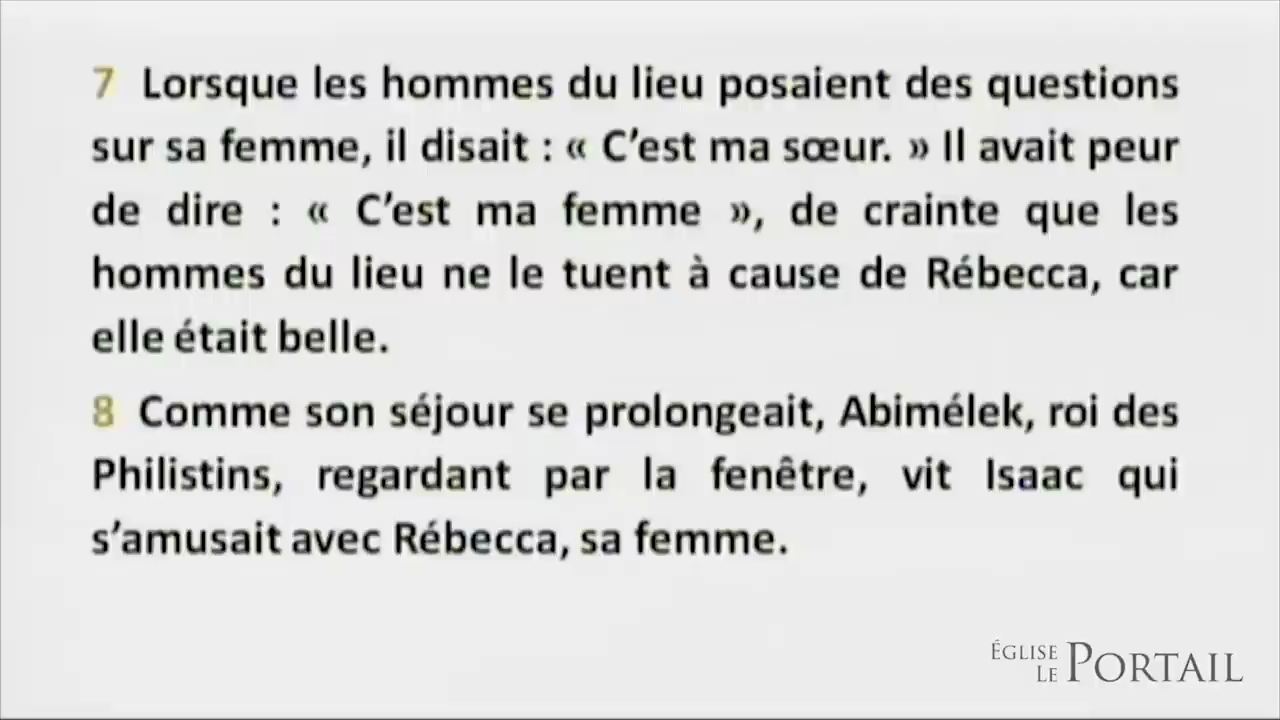 7 Lorsque les hommes du lieu posaient des questions
sur sa femme, il disait : « C’est ma sœur. » Il avait peur
de dire : « C’est ma femme », de crainte que les
hommes du lieu ne le tuent à cause de Rébecca, car
elle était belle.
8 Comme son séjour se prolongeait, Abimélek, roi des
Philistins, regardant par la fenêtre, vit Isaac qui
s’amusait avec Rébecca, sa femme.
ÉGLISE
LE PORTAIL